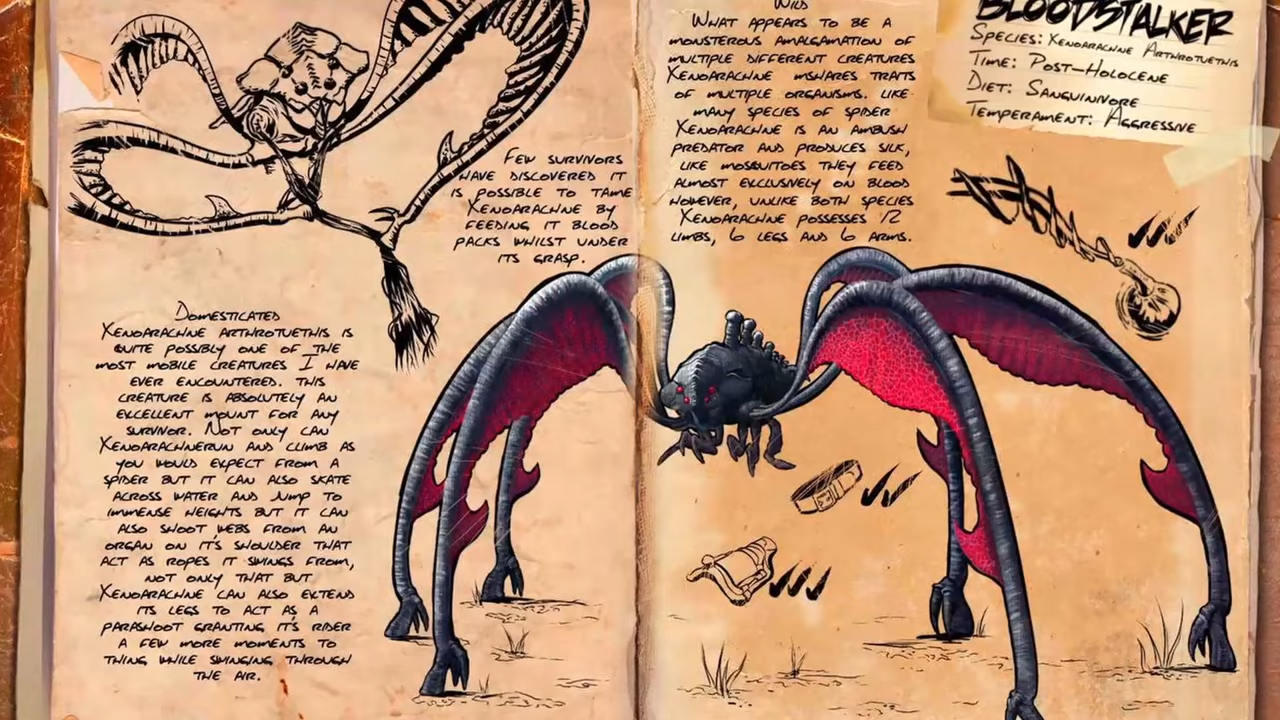 Few survivors
have discovered it
is possible to tame
Xenoarachne by
feeding it blood
packs whilst under
its grasp.
Domesticated
Xenoarachne arthrotuethis is
quite possibly one of the
most mobile creatures I have
ever encountered. This
creature is absolutely an
excellent mount for any
survivor. Not only can
Xenoarachnerun and climb as
you would expect from a
spider but it can also skate
across water and jump to
immense heights but it can
also shoot webs from an
organ on it's shoulder that
act as ropes it swings from,
not only that but
Xenoarachne can also extend
its legs to act as a
parashoot granting it's rider
a few more moments to
thing while swinging through
the air.
Wild
What appears to be a
monsterous amalgamation of
multiple different creatures
Xenoarachne mshares traits
of multiple organisms. Like
many species of spider
Xenoarachne is an ambush
predator and produces silk,
like mosquitoes they feed
almost exclusively on blood
however, unlike both species
Xenoarachne possesses 12
limbs, 6 legs and 6 arms.
Bloodstalker
Species: Xenoarachne Arthrotuethis
Time: Post-Holocene
Diet: Sanguinivore
Temperament: Aggressive